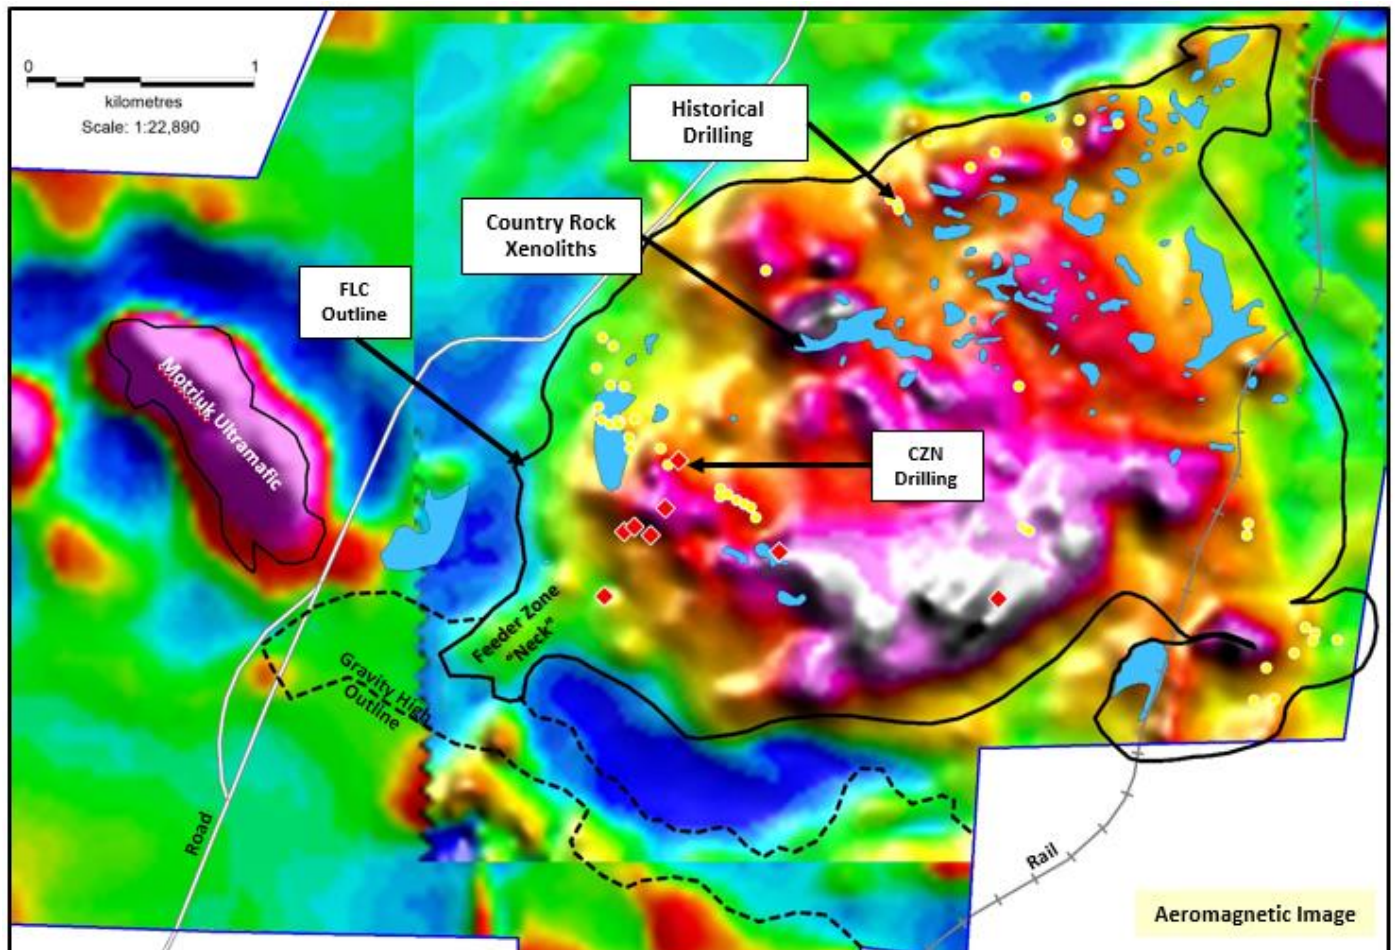 0 1
kilometres
Scale: 1:22,890
Historical
Drilling
Country Rock
Xenoliths
FLC
Outline
Motriuk Ultramafic
CZN
Drilling
Feeder Zone
"Neck"
Gravity High
Outline
Road
Rail
Aeromagnetic Image